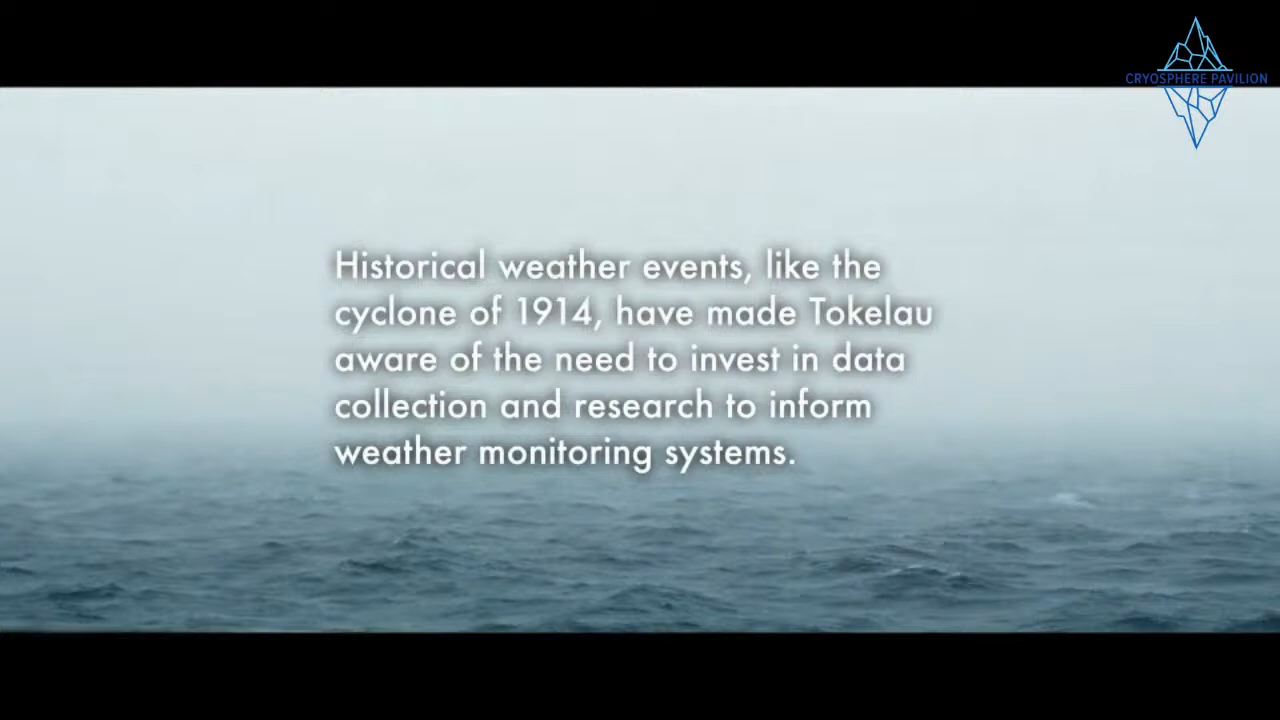 CRYOSPHERE PAVILION
Historical weather events, like the
cyclone of 1914, have made Tokelau
aware of the need to invest in data
collection and research to inform
weather monitoring systems.